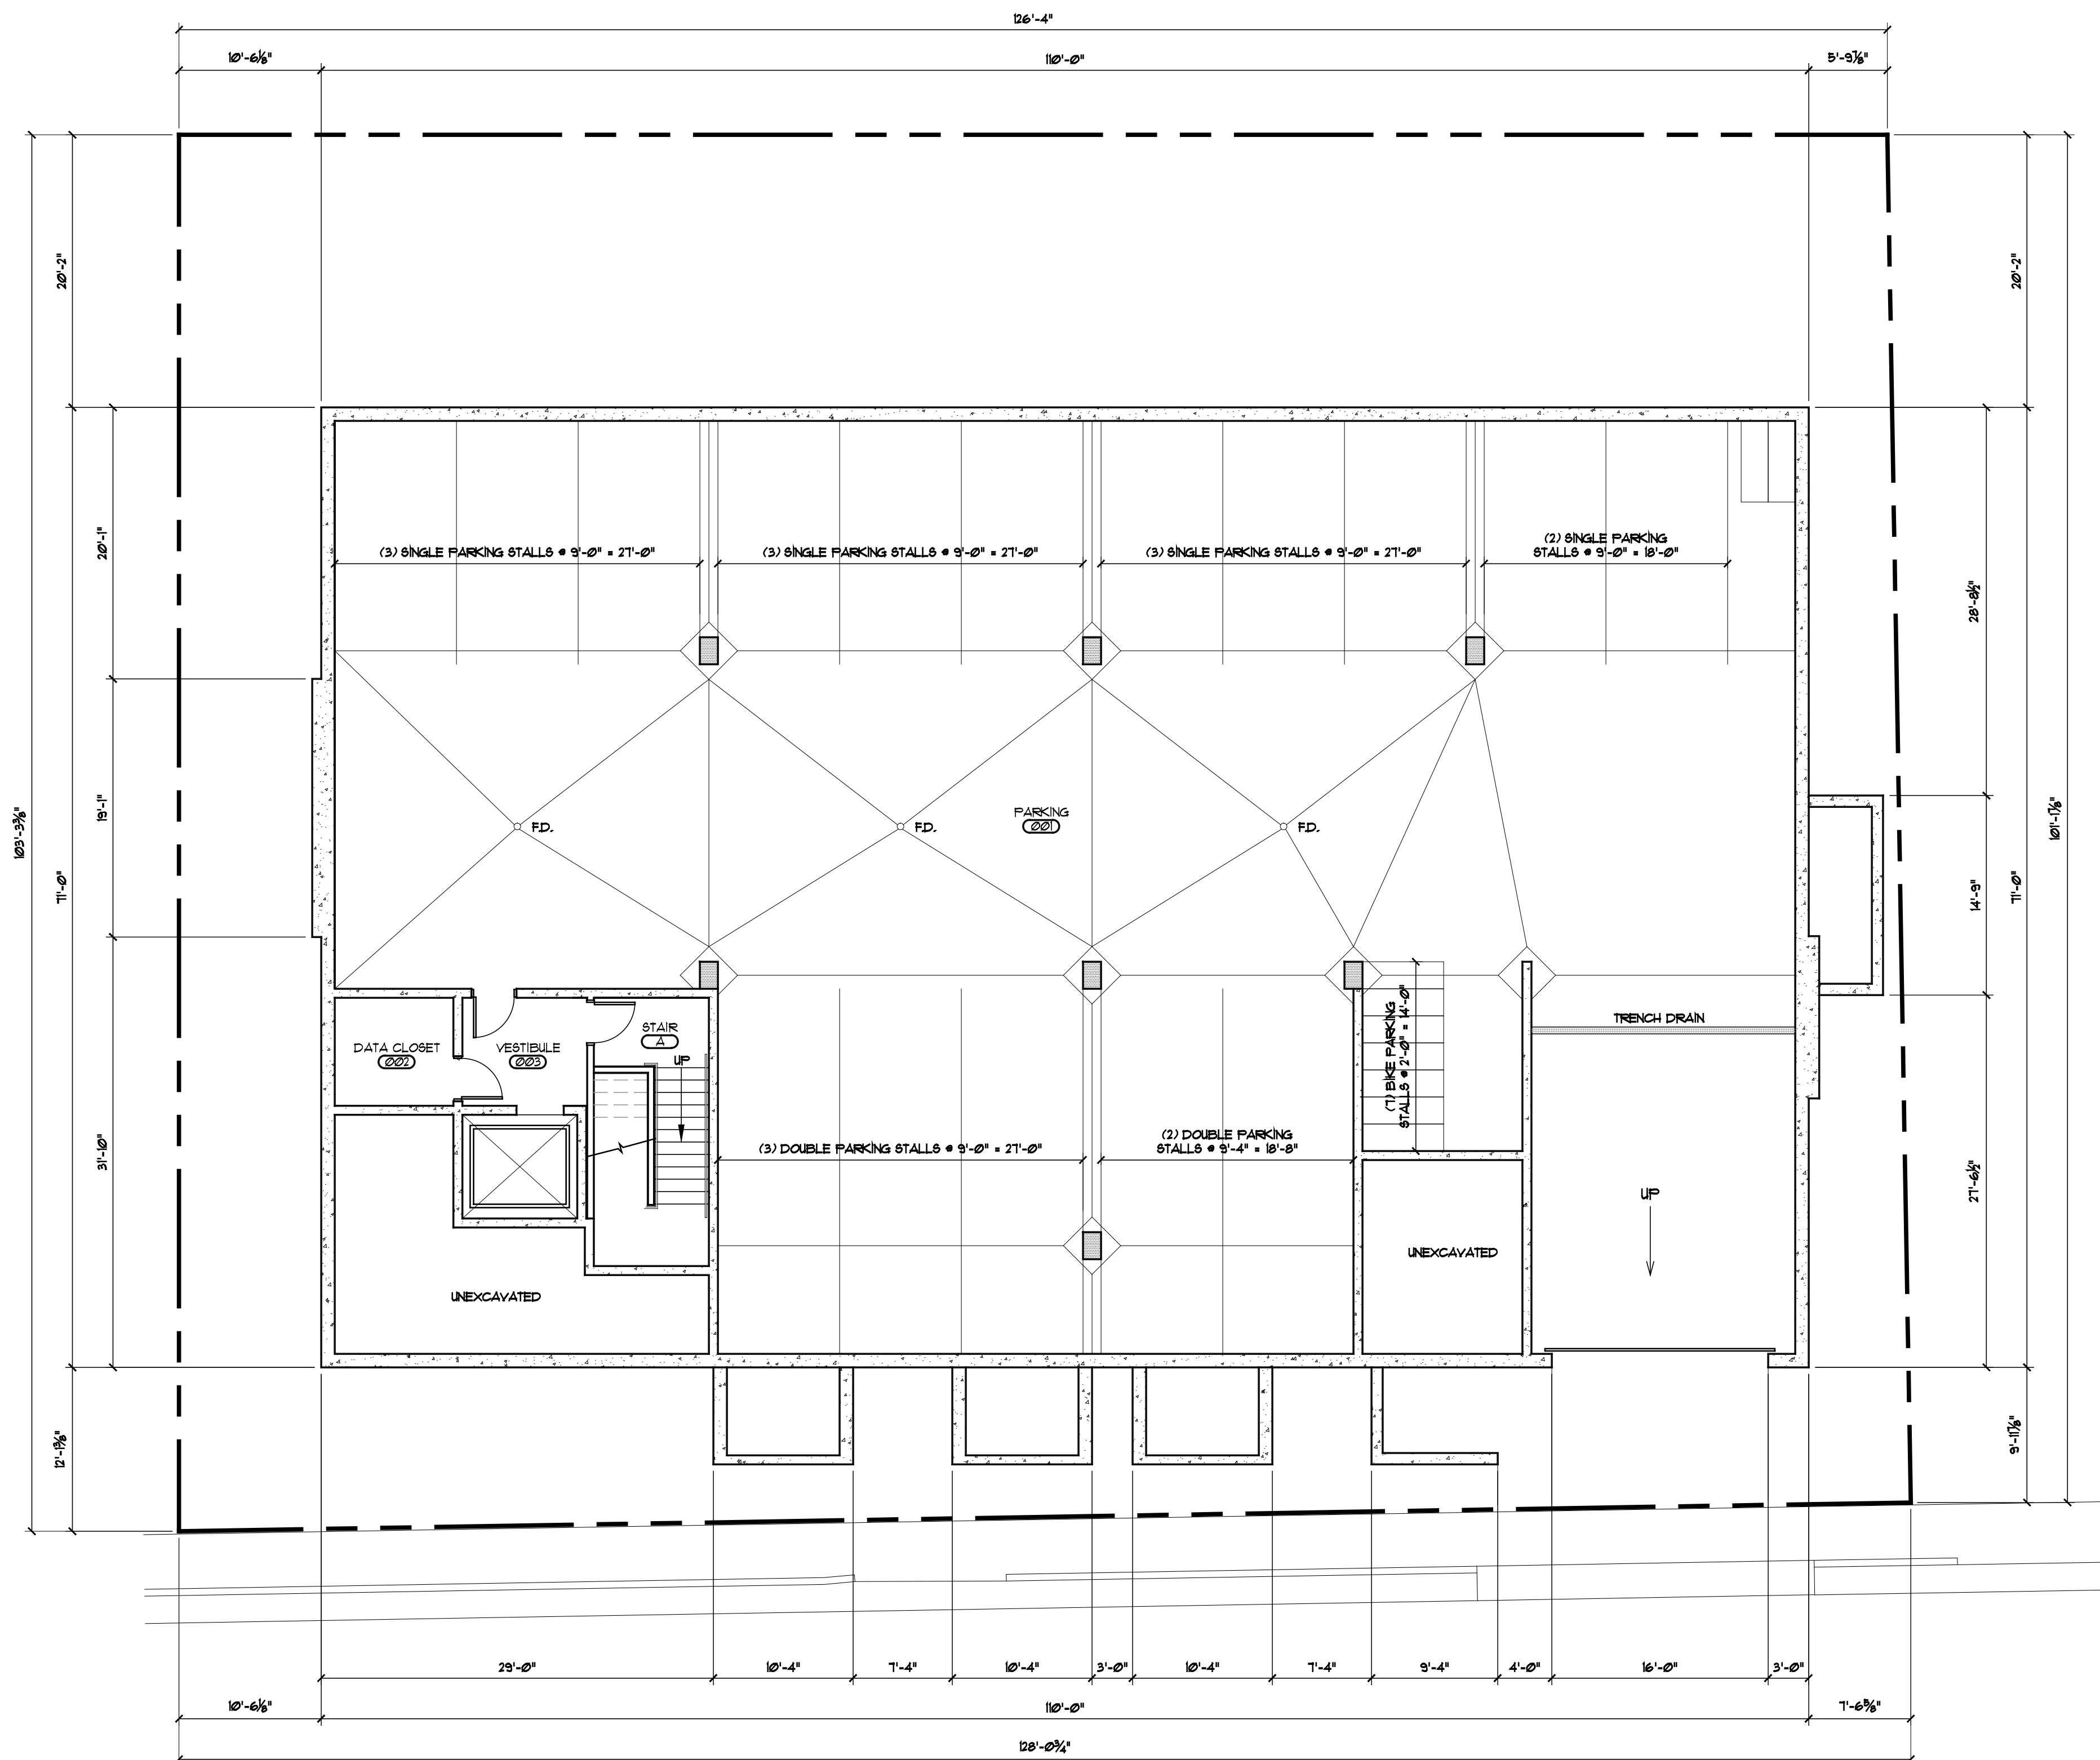 126'-4"
10'-6⅛"
110'-0"
5'-9⅞"
20'-2"
20'-2"
20'-1"
(3) SINGLE PARKING STALLS @ 9'-0" = 27'-0"
(3) SINGLE PARKING STALLS @ 9'-0" = 27'-0"
(3) SINGLE PARKING STALLS @ 9'-0" = 27'-0"
(2) SINGLE PARKING
STALLS @ 9'-0" = 18'-0"
28'-8½"
103'-3⅜"
71'-0"
19'-1"
F.D.
F.D.
PARKING
001
F.D.
14'-9"
71'-0"
101'-1⅞"
DATA CLOSET
002
VESTIBULE
003
STAIR
A
UP
(7) BIKE PARKING
STALLS @ 2'-0" = 14'-0"
TRENCH DRAIN
31'-10"
(3) DOUBLE PARKING STALLS @ 9'-0" = 27'-0"
(2) DOUBLE PARKING
STALLS @ 9'-4" = 18'-8"
UP
27'-6½"
UNEXCAVATED
UNEXCAVATED
12'-1⅜"
9'-11⅞"
29'-0"
10'-4"
7'-4"
10'-4"
3'-0"
10'-4"
7'-4"
9'-4"
4'-0"
16'-0"
3'-0"
10'-6⅛"
110'-0"
7'-6⅝"
128'-0¾"